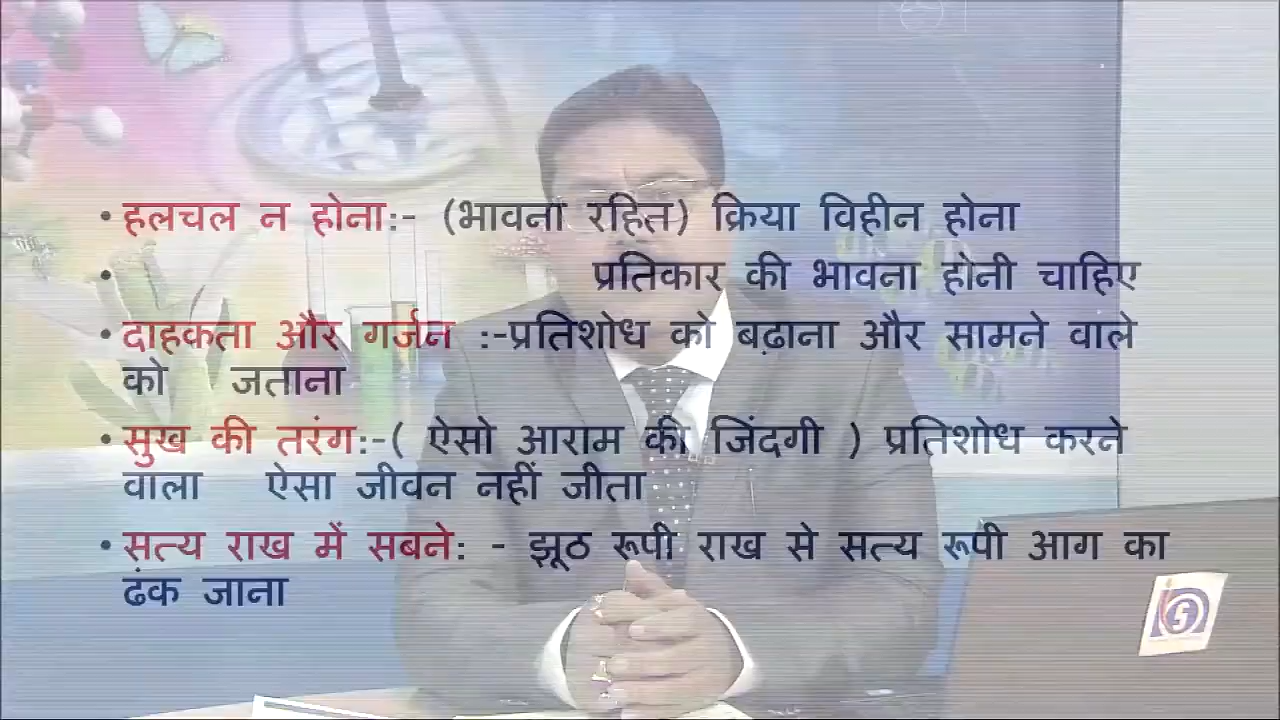 • हलचल न होना:- (भावना रहित) क्रिया विहीन होना
• प्रतिकार की भावना होनी चाहिए
• दाहकता और गर्जन :-प्रतिशोध को बढ़ाना और सामने वाले
को जताना
• सुख की तरंग:-( ऐसो आराम की जिंदगी ) प्रतिशोध करने
वाला ऐसा जीवन नहीं जीता
• सत्य राख में सबने: - झूठ रूपी राख से सत्य रूपी आग का
ढंक जाना